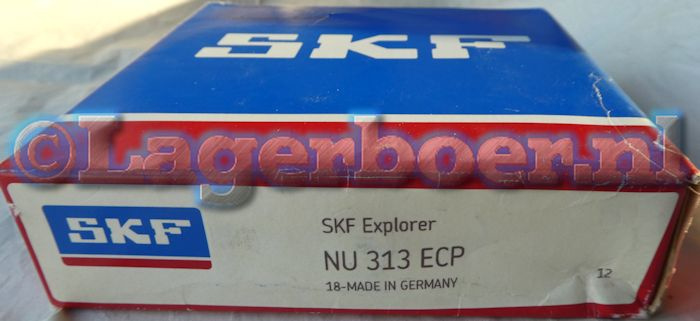 SKF
©Lagerboer.nl
SKF
SKF Explorer
NU 313 ECP
18-MADE IN GERMANY
12